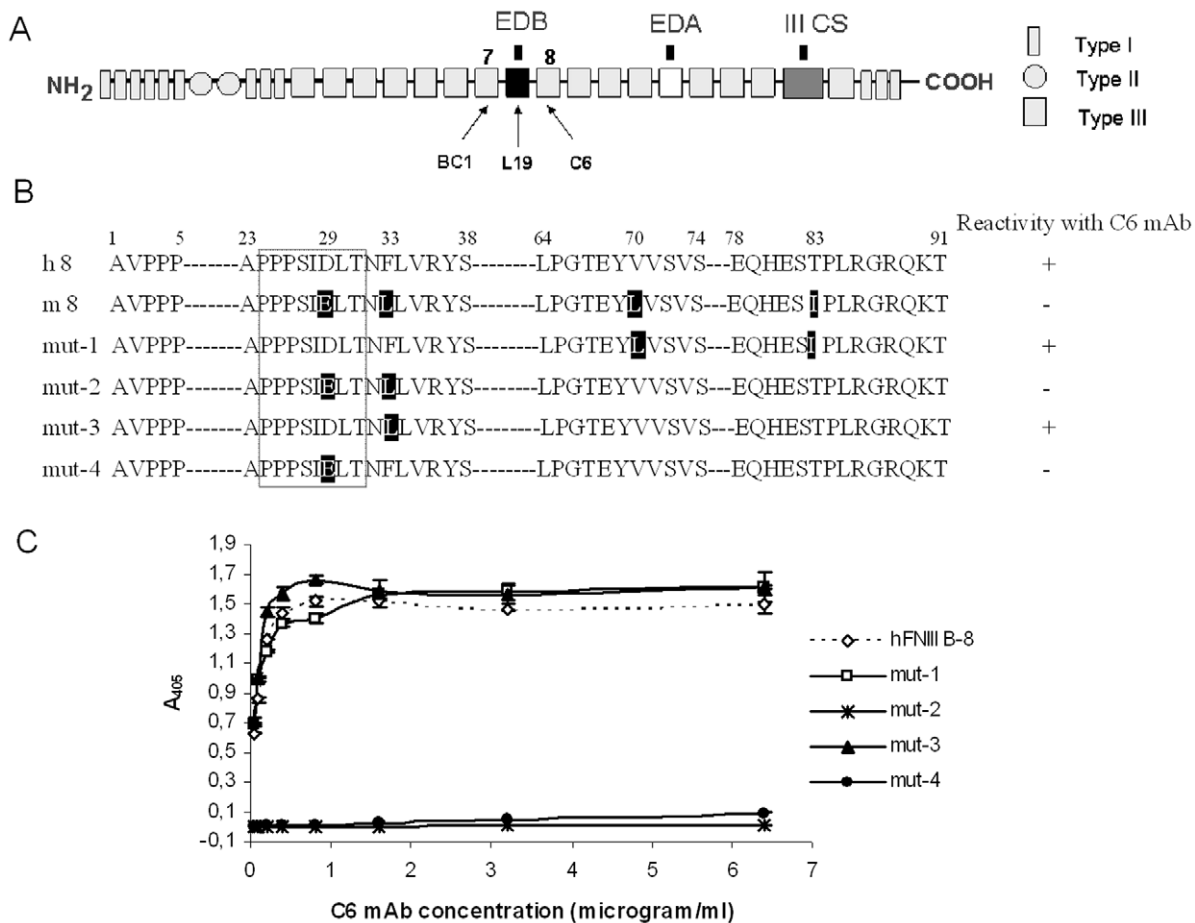 A
EDB
EDA
III CS
7
8
NH2
COOH
BC1
L19
C6
Type I
Type II
Type III
B
Reactivity with C6 mAb
1 5 23 29 33 38 64 70 74 78 83 91
h 8 AVPPP------APPPSIDLTNFLVRYS--------LPGTEYVVSVS---EQHESTPLRGRQKT +
m 8 AVPPP------APPPSIELTNLLVRYS--------LPGTEYLVSVS---EQHESIPLRGRQKT -
mut-1 AVPPP------APPPSIDLTNFLVRYS--------LPGTEYLVSVS---EQHESIPLRGRQKT +
mut-2 AVPPP------APPPSIELTNLLVRYS--------LPGTEYVVSVS---EQHESTPLRGRQKT -
mut-3 AVPPP------APPPSIDLTNLLVRYS--------LPGTEYVVSVS---EQHESTPLRGRQKT +
mut-4 AVPPP------APPPSIELTNFLVRYS--------LPGTEYVVSVS---EQHESTPLRGRQKT -
C
1,9
1,7
1,5
1,3
1,1
0,9
0,7
0,5
0,3
0,1
-0,1
A405
0 1 2 3 4 5 6 7
C6 mAb concentration (microgram/ml)
hFNIII B-8
mut-1
mut-2
mut-3
mut-4